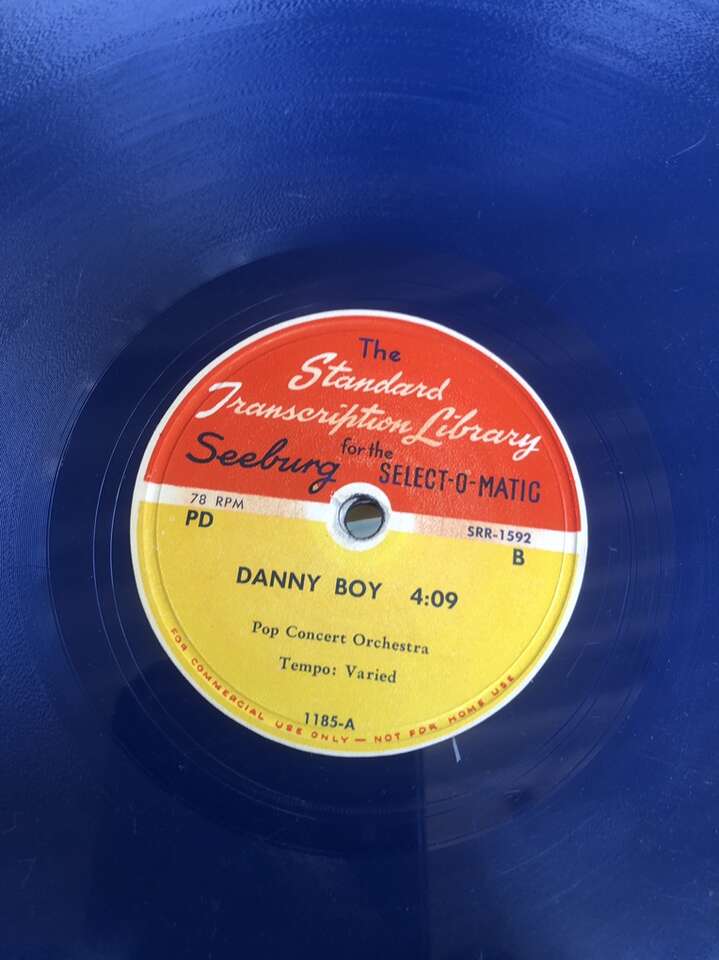 The
Standard
Transcription Library
for the
Seeburg SELECT-O-MATIC
78 RPM
SRR-1592
PD
B
DANNY BOY 4:09
Pop Concert Orchestra
Tempo: Varied
1185-A
FOR COMMERCIAL USE ONLY — NOT FOR HOME USE